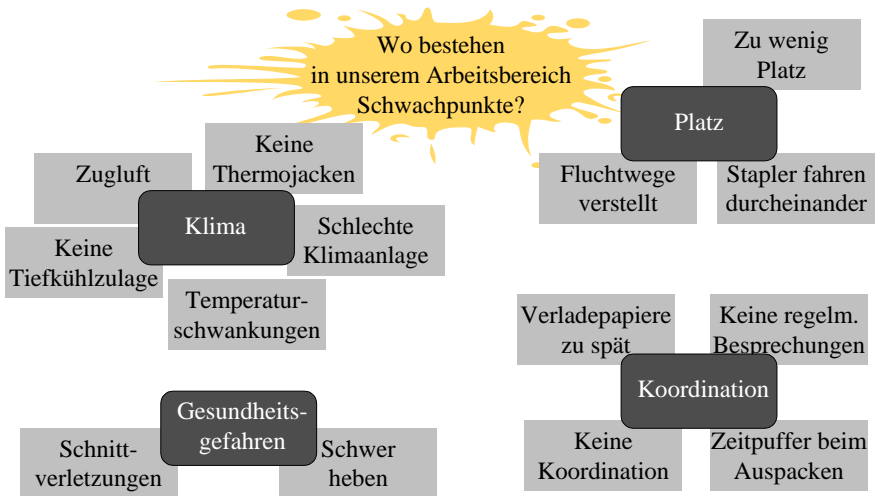 Wo bestehen
in unserem Arbeitsbereich
Schwachpunkte?
Zu wenig
Platz
Platz
Fluchtwege
verstellt
Stapler fahren
durcheinander
Keine
Thermojacken
Zugluft
Klima
Schlechte
Klimaanlage
Keine
Tiefkühlzulage
Temperatur-
schwankungen
Verladepapiere
zu spät
Keine regelm.
Besprechungen
Koordination
Keine
Koordination
Zeitpuffer beim
Auspacken
Gesundheits-
gefahren
Schnitt-
verletzungen
Schwer
heben